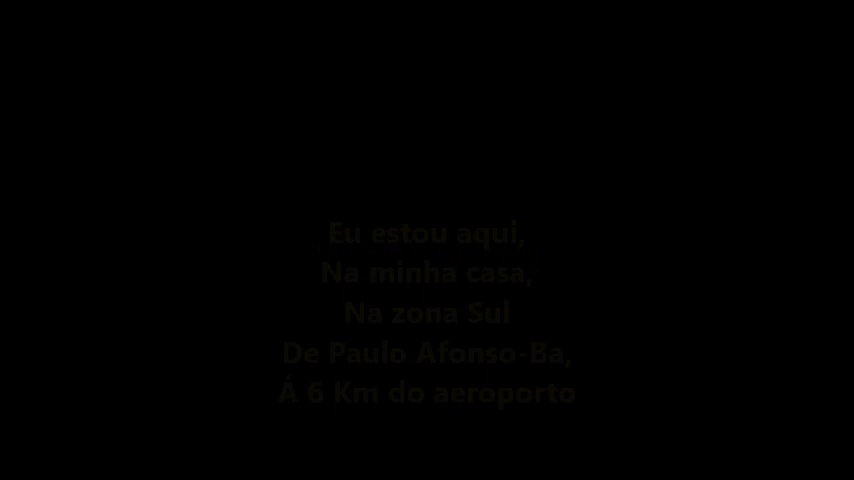 Eu estou aqui,
Na minha casa,
Na zona Sul
De Paulo Afonso-Ba,
Á 6 Km do aeroporto